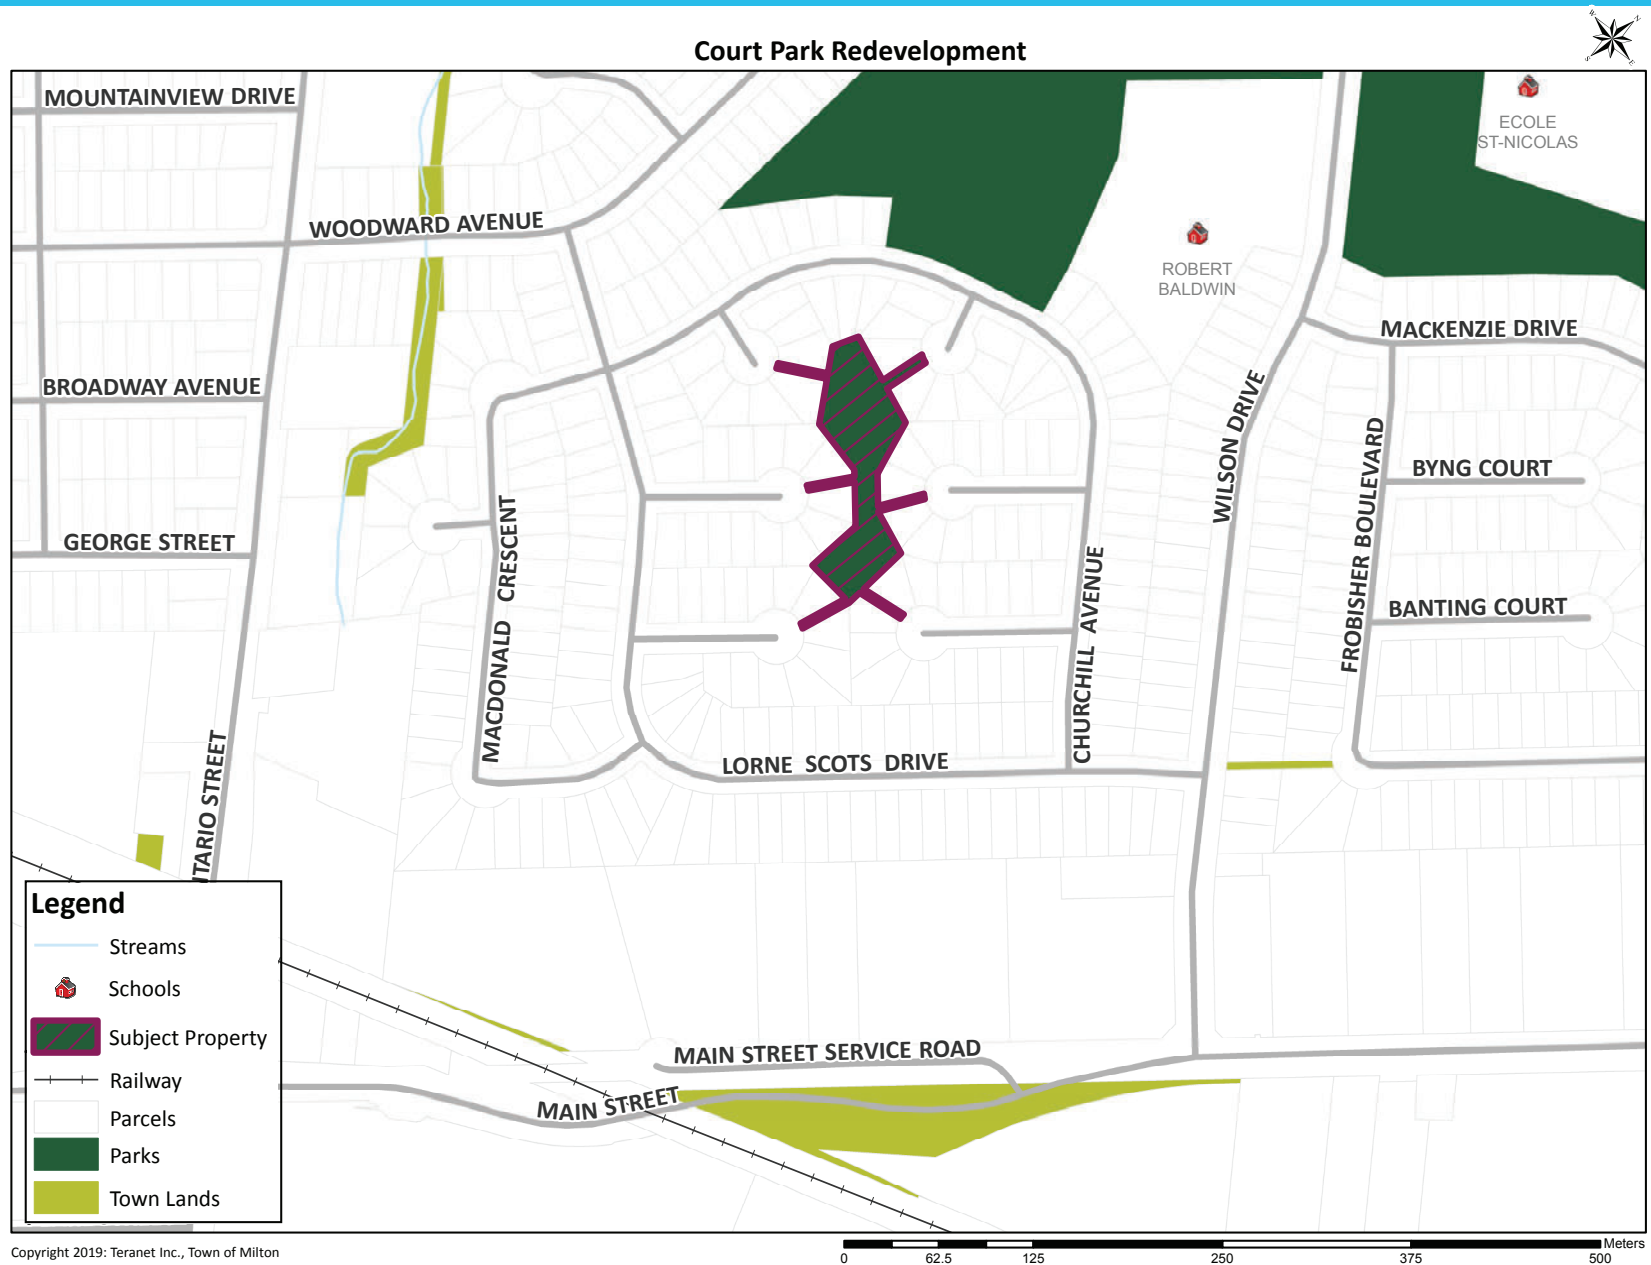 Court Park Redevelopment
W
N
S
E
MOUNTAINVIEW DRIVE
ECOLE
ST-NICOLAS
WOODWARD AVENUE
ROBERT
BALDWIN
MACKENZIE DRIVE
BROADWAY AVENUE
WILSON DRIVE
FROBISHER BOULEVARD
BYNG COURT
GEORGE STREET
MACDONALD CRESCENT
CHURCHILL AVENUE
BANTING COURT
LORNE SCOTS DRIVE
NTARIO STREET
MAIN STREET SERVICE ROAD
MAIN STREET
Legend
Streams
Schools
Subject Property
Railway
Parcels
Parks
Town Lands
Copyright 2019: Teranet Inc., Town of Milton
Meters
0 62.5 125 250 375 500